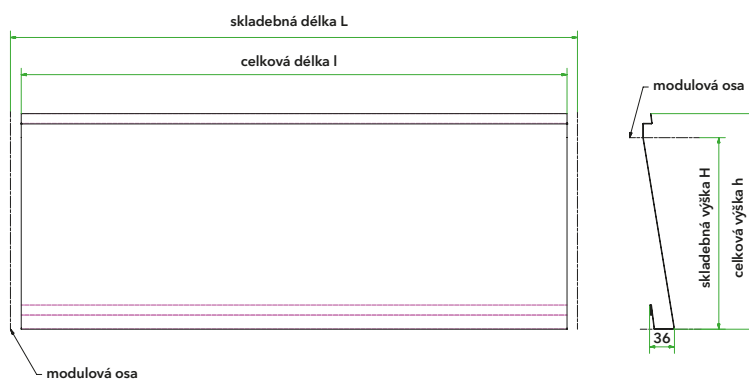 skladebná délka L
celková délka l
modulová osa
skladebná výška H
celková výška h
36
modulová osa